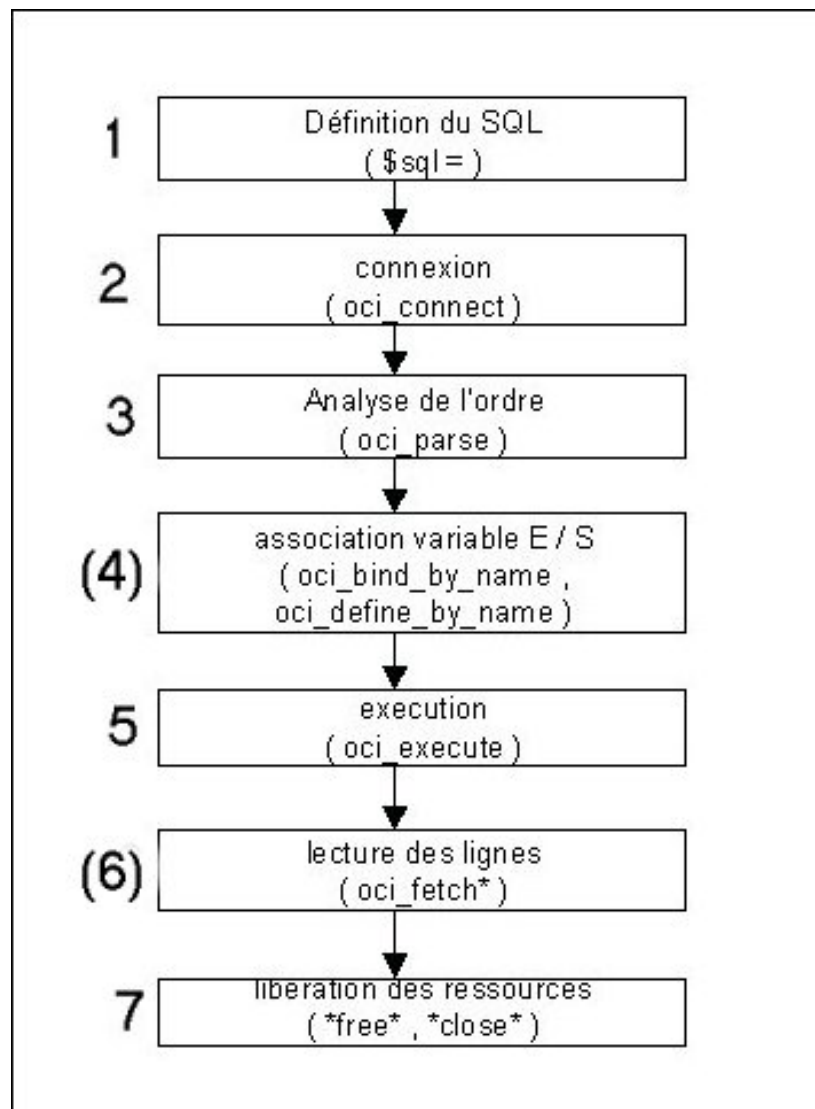 1
Définition du SQL
( $sql = )
2
connexion
( oci_connect )
3
Analyse de l'ordre
( oci_parse )
(4)
association variable E / S
( oci_bind_by_name ,
oci_define_by_name )
5
execution
( oci_execute )
(6)
lecture des lignes
( oci_fetch* )
7
libération des ressources
( *free* , *close* )